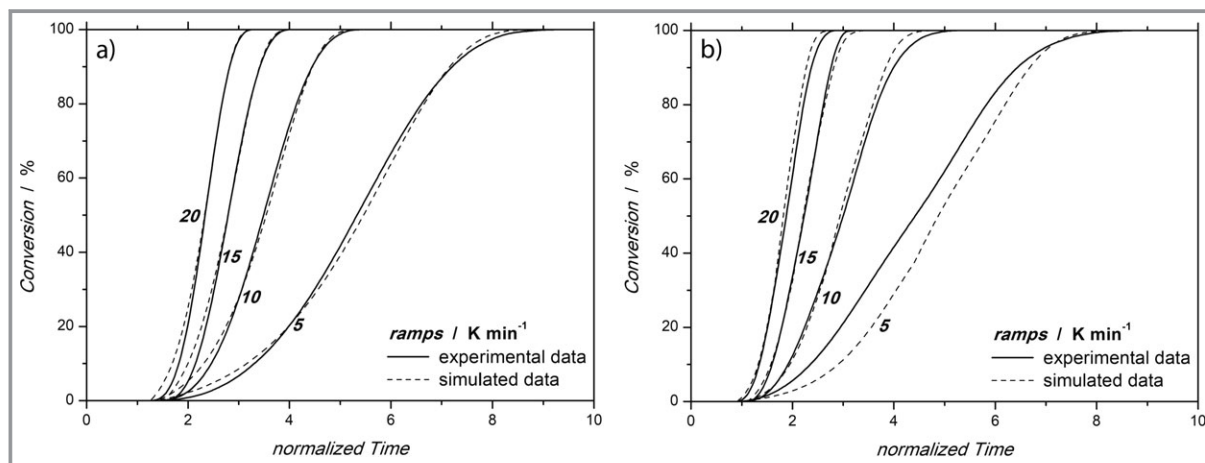 a)
100
80
60
40
20
0
Conversion / %
20
15
10
5
ramps / K min-1
experimental data
simulated data
0 2 4 6 8 10
normalized Time
b)
100
80
60
40
20
0
Conversion / %
20
15
10
5
ramps / K min-1
experimental data
simulated data
0 2 4 6 8 10
normalized Time